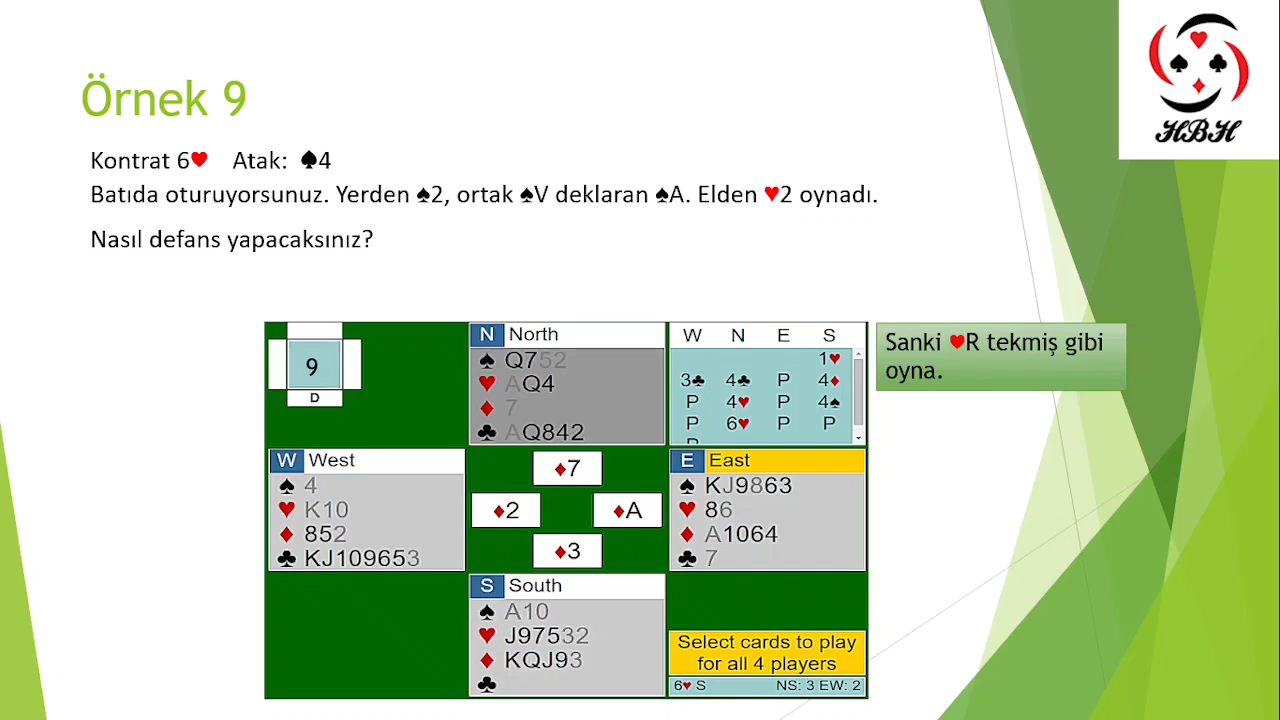 Örnek 9
HBH
Kontrat 6♥ Atak: ♠4
Batıda oturuyorsunuz. Yerden ♠2, ortak ♠V deklaran ♠A. Elden ♥2 oynadı.
Nasıl defans yapacaksınız?
9
D
N North
♠ Q752
♥ AQ4
♦ 7
♣ AQ842
W N E S
1♥
3♣ 4♣ P 4♦
P 4♥ P 4♠
P 6♥ P P
P
Sanki ♥R tekmiş gibi
oyna.
W West
♠ 4
♥ K10
♦ 852
♣ KJ109653
♦7
♦2
♦A
♦3
E East
♠ KJ9863
♥ 86
♦ A1064
♣ 7
S South
♠ A10
♥ J97532
♦ KQJ93
♣
Select cards to play
for all 4 players
6♥ S NS: 3 EW: 2